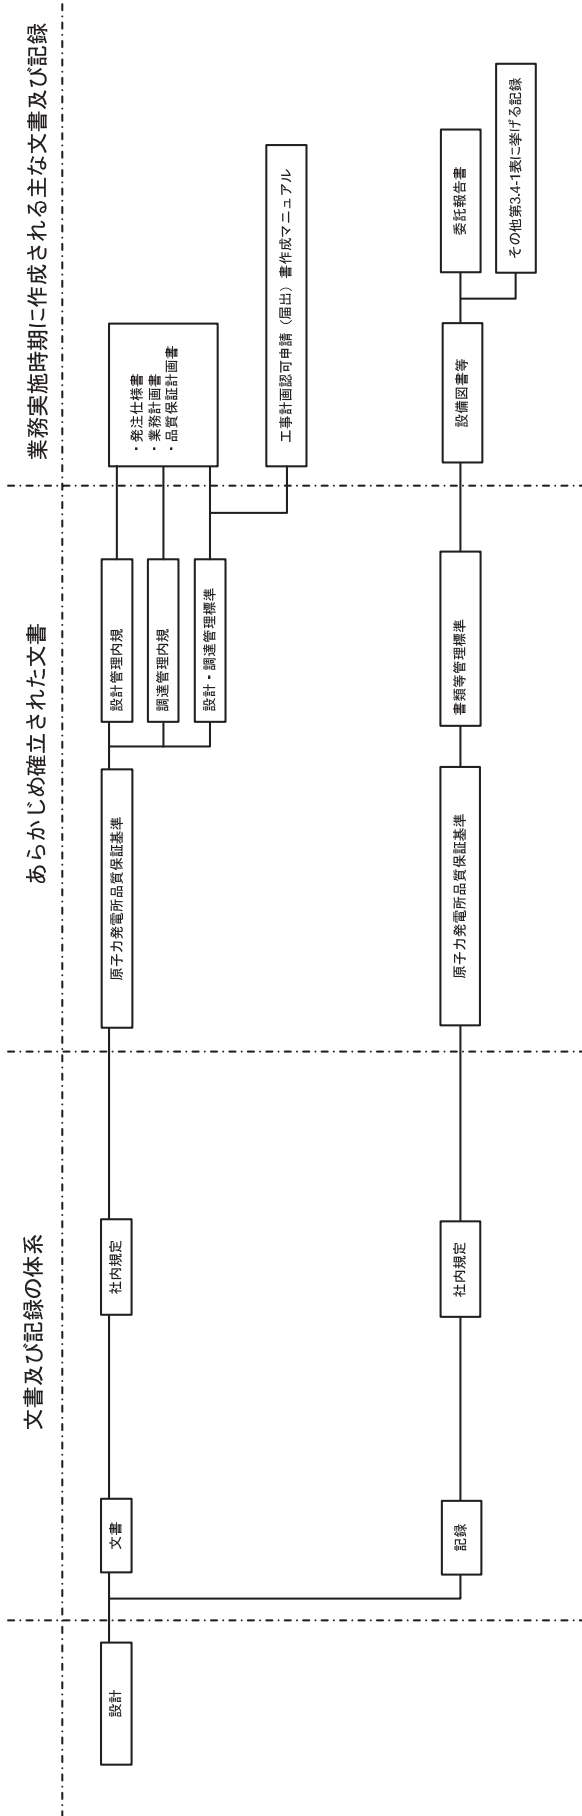 文書及び記録の体系
あらかじめ確立された文書
業務実施時期に作成される主な文書及び記録
設計
文書
社内規定
原子力発電所品質保証基準
設計管理内規
調達管理内規
設計・調達管理標準
・発注仕様書
・業務計画書
・品質保証計画書
工事計画認可申請（届出）書作成マニュアル
記録
社内規定
原子力発電所品質保証基準
書類等管理標準
設備図書等
委託報告書
その他第3.4-1表に挙げる記録